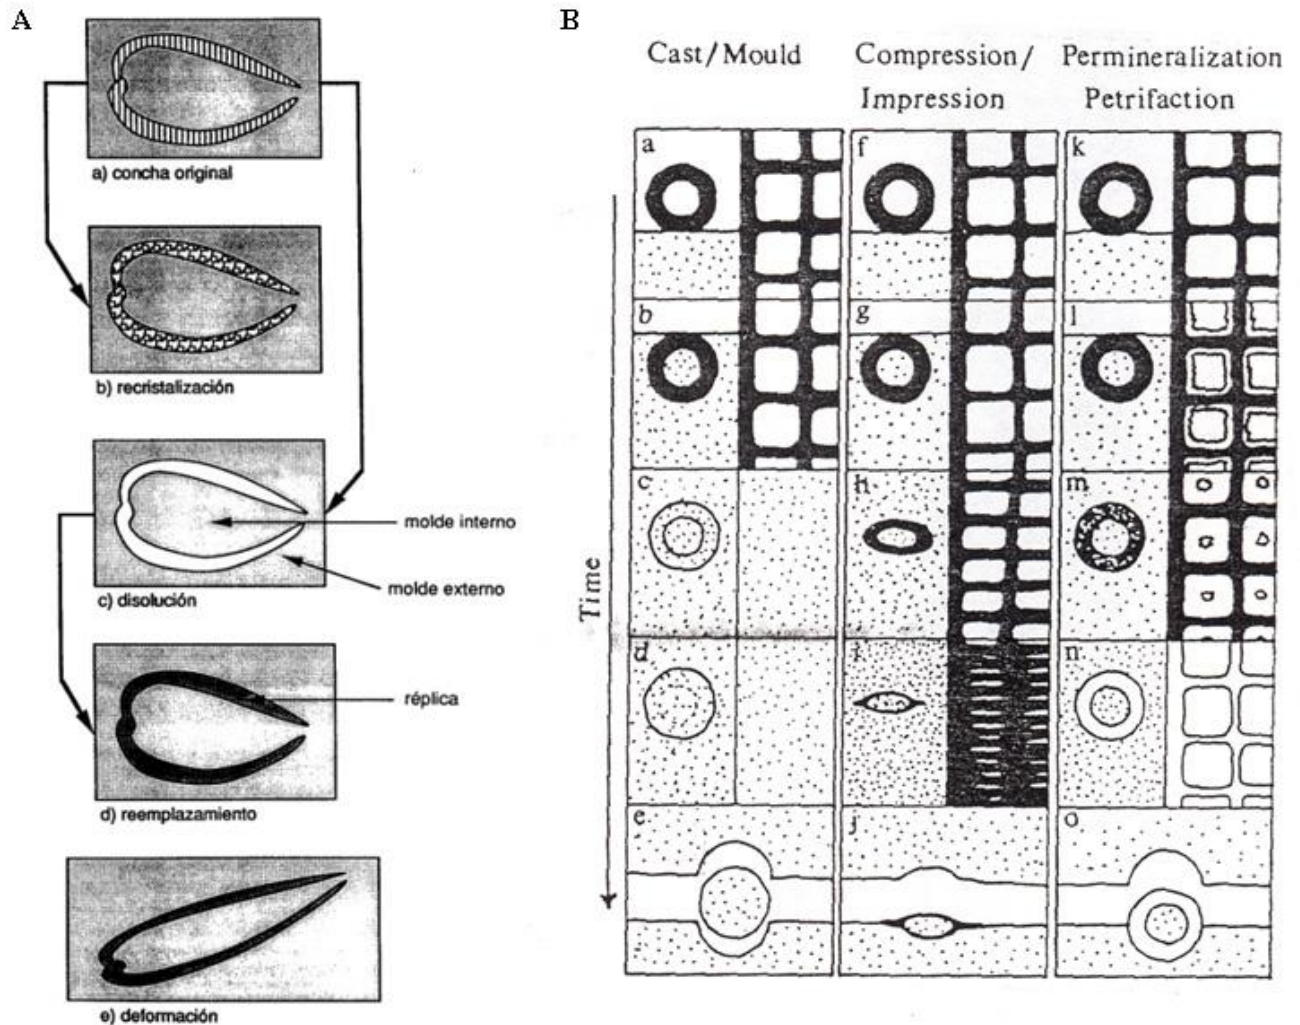 A
a) concha original
b) recristalización
c) disolución
molde interno
molde externo
d) reemplazamiento
réplica
e) deformación
B
Cast/Mould
Compression/
Impression
Permineralization
Petrifaction
Time
a
f
k
b
g
l
c
h
m
d
i
n
e
j
o